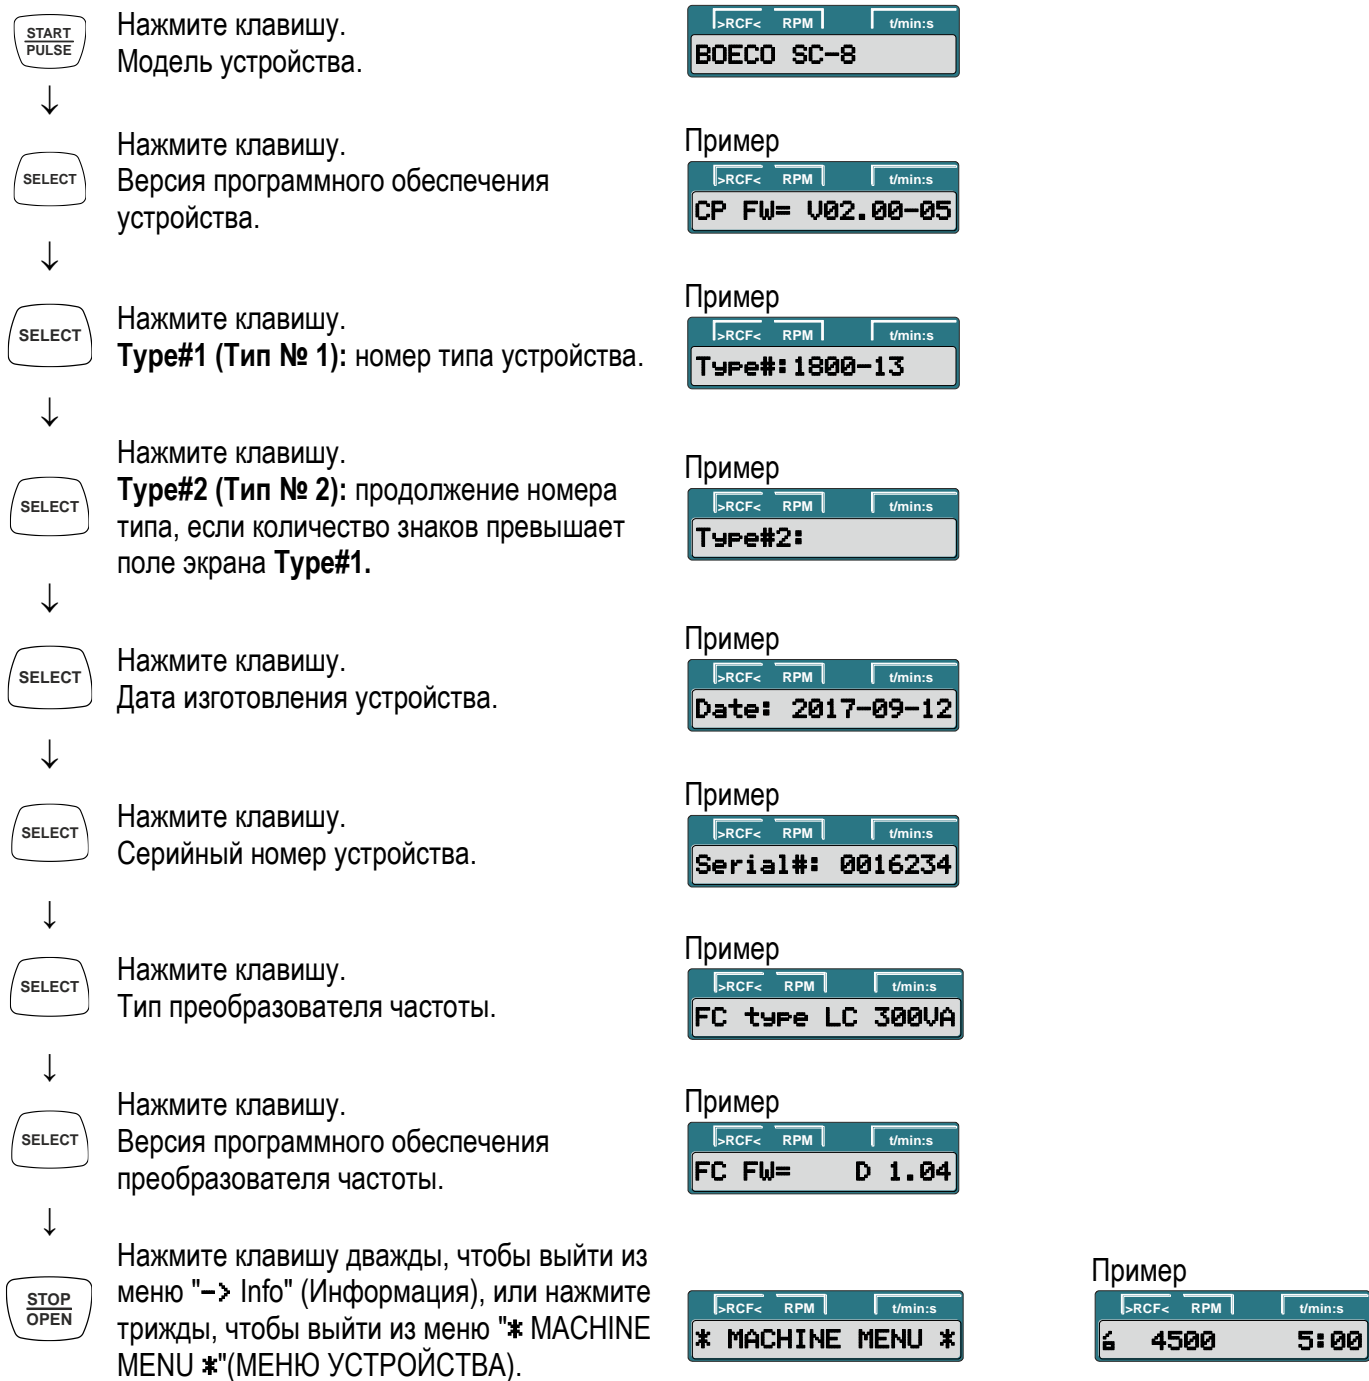 START
PULSE
Нажмите клавишу.
Модель устройства.
>RCF< RPM t/min:s
BOECO SC-8
↓
SELECT
Нажмите клавишу.
Версия программного обеспечения
устройства.
Пример
>RCF< RPM t/min:s
CP FW= V02.00-05
↓
SELECT
Нажмите клавишу.
Type#1 (Тип № 1): номер типа устройства.
Пример
>RCF< RPM t/min:s
Type#:1800-13
↓
SELECT
Нажмите клавишу.
Type#2 (Тип № 2): продолжение номера
типа, если количество знаков превышает
поле экрана Type#1.
Пример
>RCF< RPM t/min:s
Type#2:
↓
SELECT
Нажмите клавишу.
Дата изготовления устройства.
Пример
>RCF< RPM t/min:s
Date: 2017-09-12
↓
SELECT
Нажмите клавишу.
Серийный номер устройства.
Пример
>RCF< RPM t/min:s
Serial#: 0016234
↓
SELECT
Нажмите клавишу.
Тип преобразователя частоты.
Пример
>RCF< RPM t/min:s
FC type LC 300VA
↓
SELECT
Нажмите клавишу.
Версия программного обеспечения
преобразователя частоты.
Пример
>RCF< RPM t/min:s
FC FW= D 1.04
↓
STOP
OPEN
Нажмите клавишу дважды, чтобы выйти из
меню "-> Info" (Информация), или нажмите
трижды, чтобы выйти из меню "* MACHINE
MENU *"(МЕНЮ УСТРОЙСТВА).
>RCF< RPM t/min:s
* MACHINE MENU *
Пример
>RCF< RPM t/min:s
4500 5:00